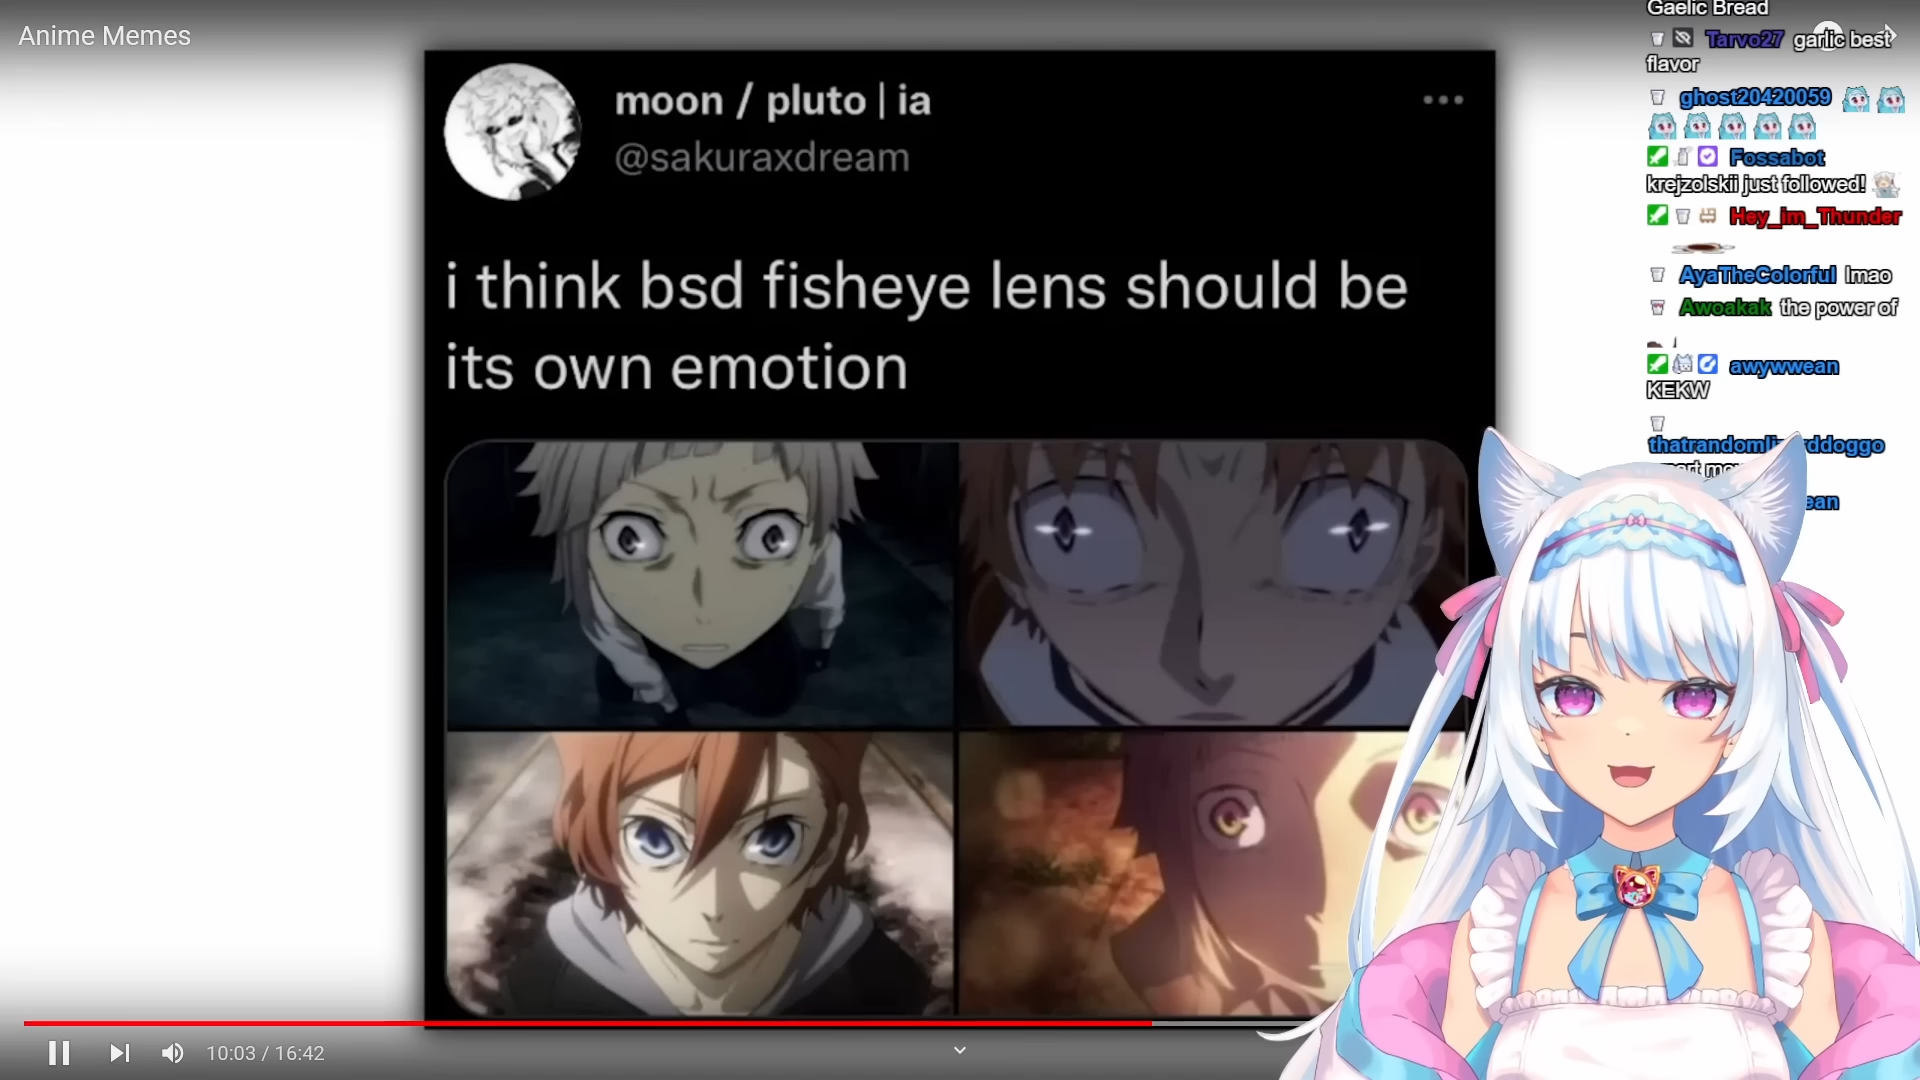 Anime Memes
moon / pluto | ia
@sakuraxdream
i think bsd fisheye lens should be
its own emotion
10:03 / 16:42
Gaelic Bread
Tarvo27 garlic best
flavor
ghost20420059
Fossabot
krejzolskii just followed!
Hey_im_Thunder
AyaTheColorful lmao
Awoakak the power of
awywwean
KEKW